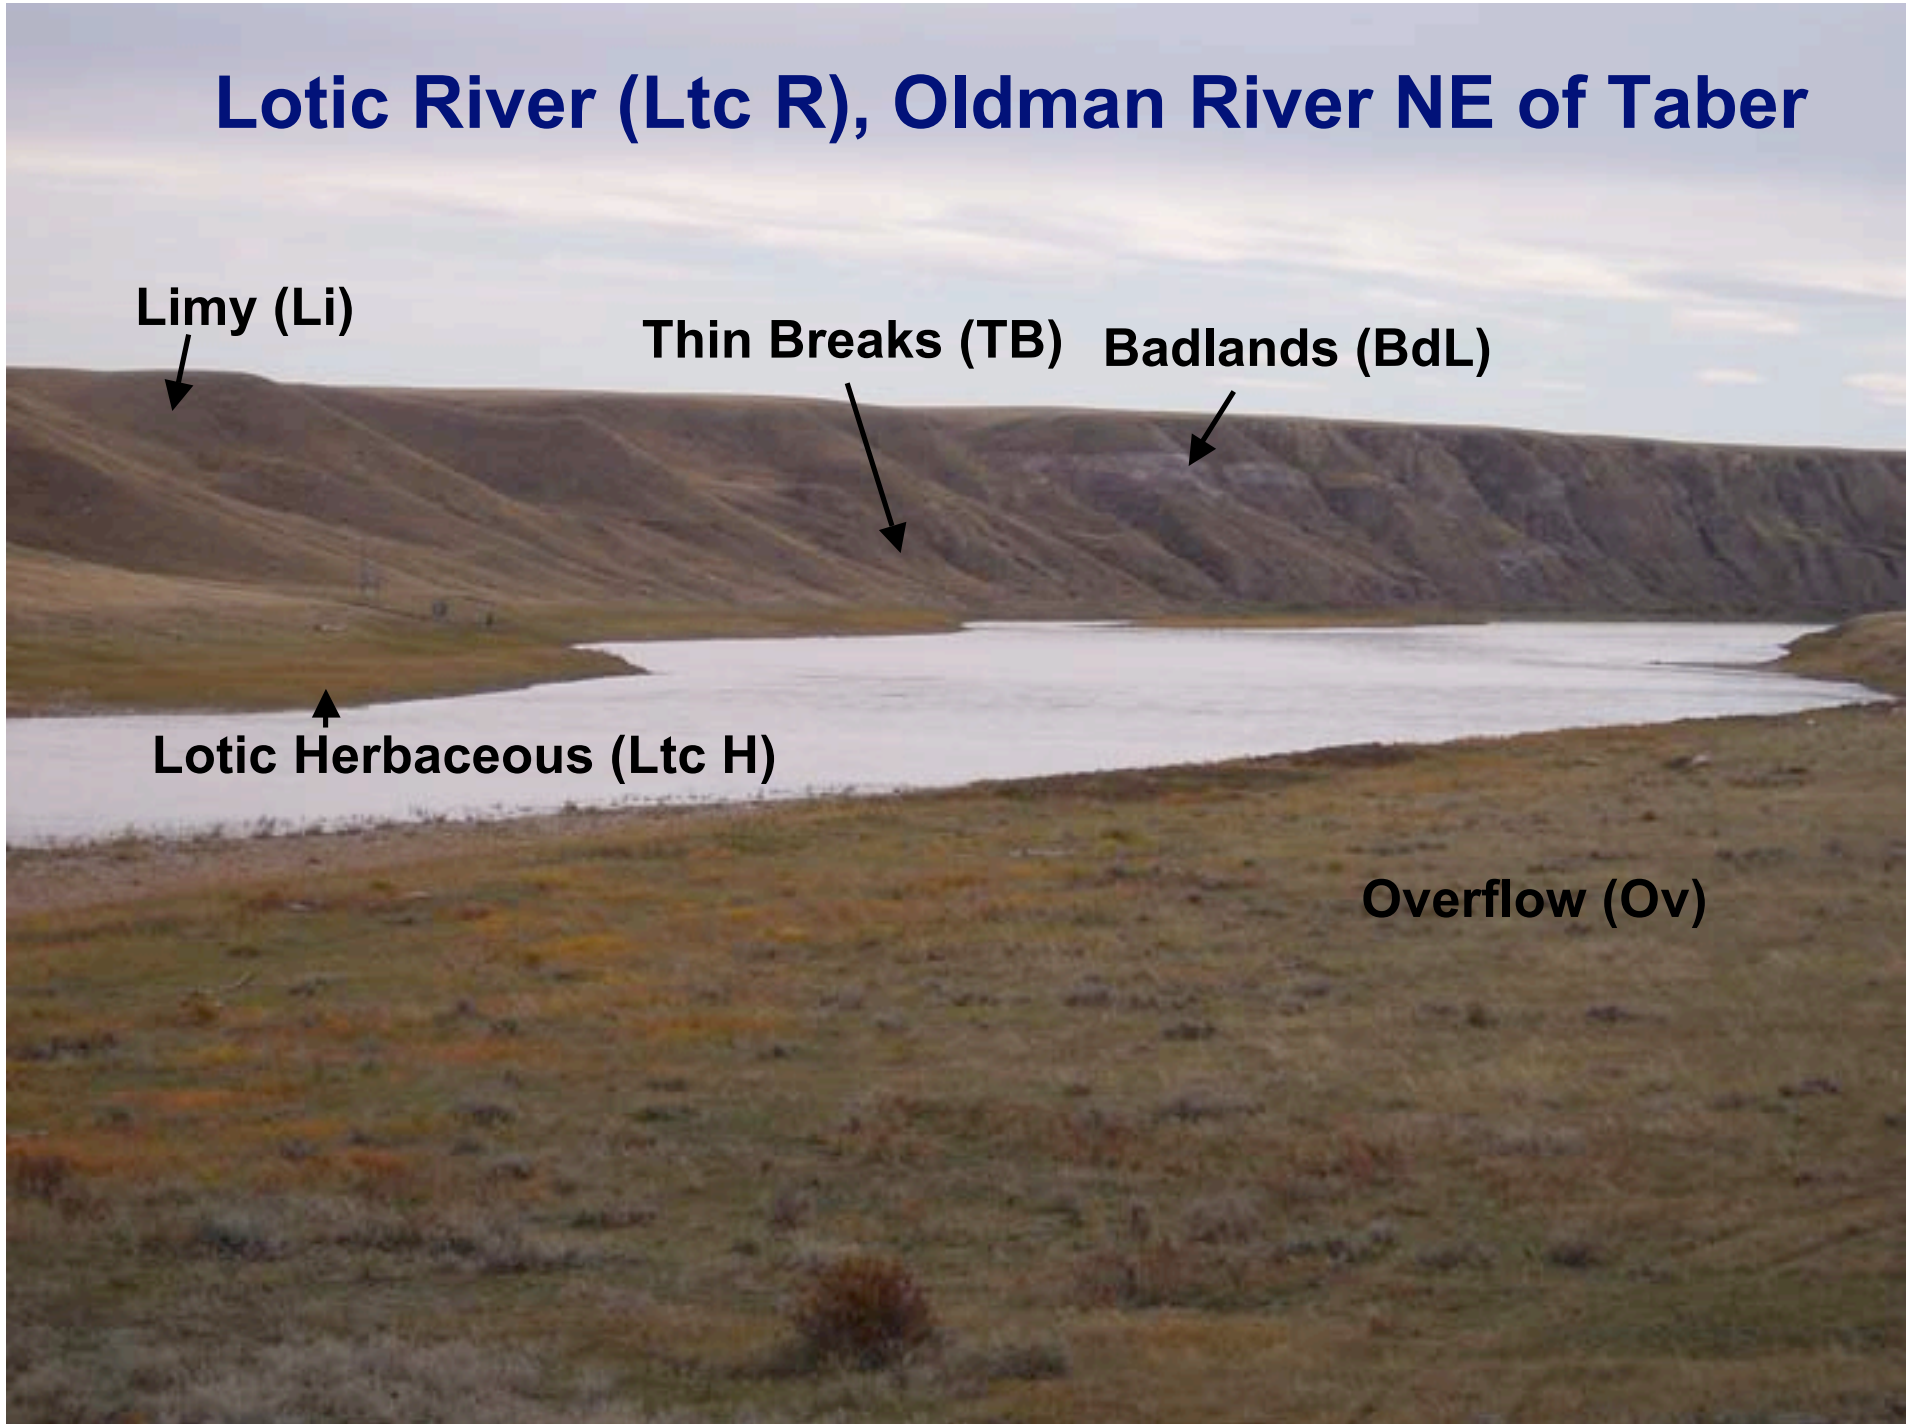 Lotic River (Ltc R), Oldman River NE of Taber
Limy (Li)
Thin Breaks (TB)
Badlands (BdL)
Lotic Herbaceous (Ltc H)
Overflow (Ov)